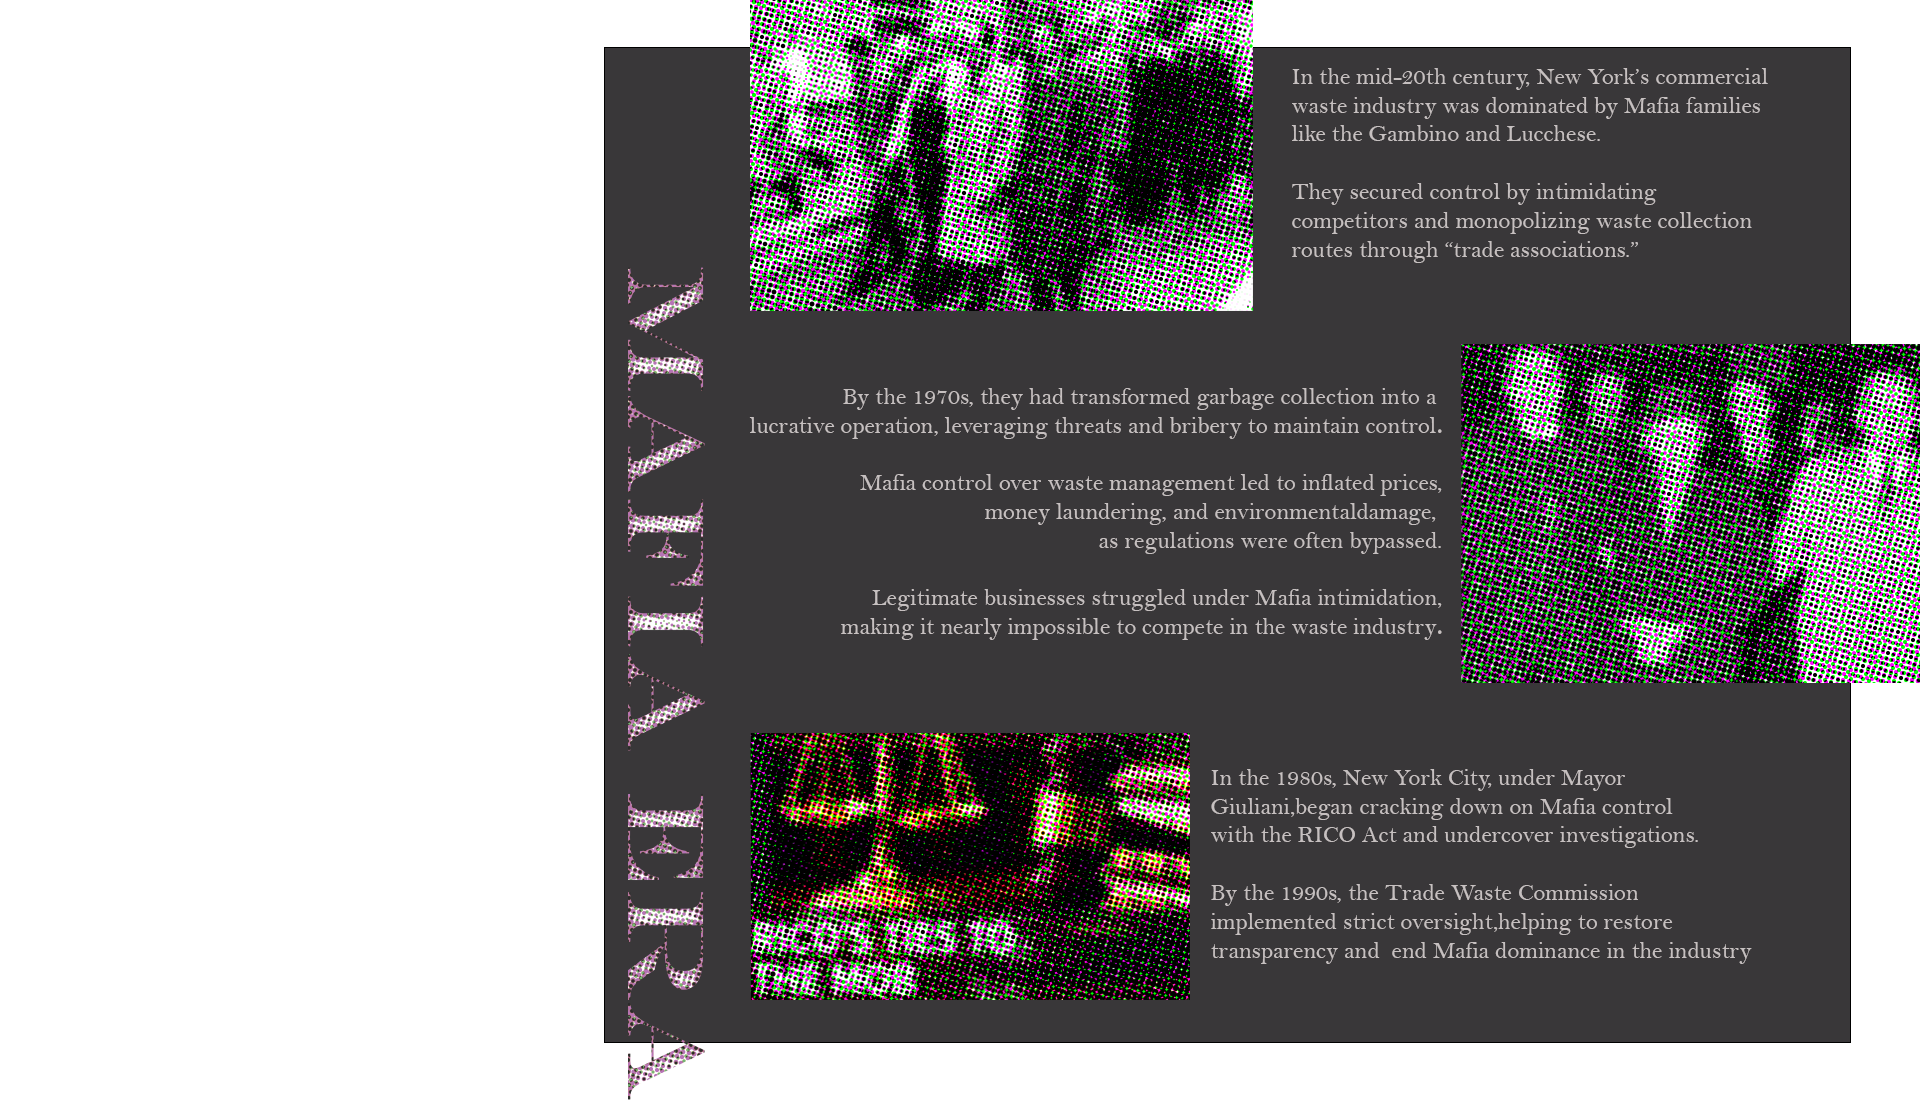 MAFIA ERA
In the mid-20th century, New York’s commercial
waste industry was dominated by Mafia families
like the Gambino and Lucchese.
They secured control by intimidating
competitors and monopolizing waste collection
routes through “trade associations.”
By the 1970s, they had transformed garbage collection into a
lucrative operation, leveraging threats and bribery to maintain control.
Mafia control over waste management led to inflated prices,
money laundering, and environmentaldamage,
as regulations were often bypassed.
Legitimate businesses struggled under Mafia intimidation,
making it nearly impossible to compete in the waste industry.
In the 1980s, New York City, under Mayor
Giuliani,began cracking down on Mafia control
with the RICO Act and undercover investigations.
By the 1990s, the Trade Waste Commission
implemented strict oversight,helping to restore
transparency and  end Mafia dominance in the industry